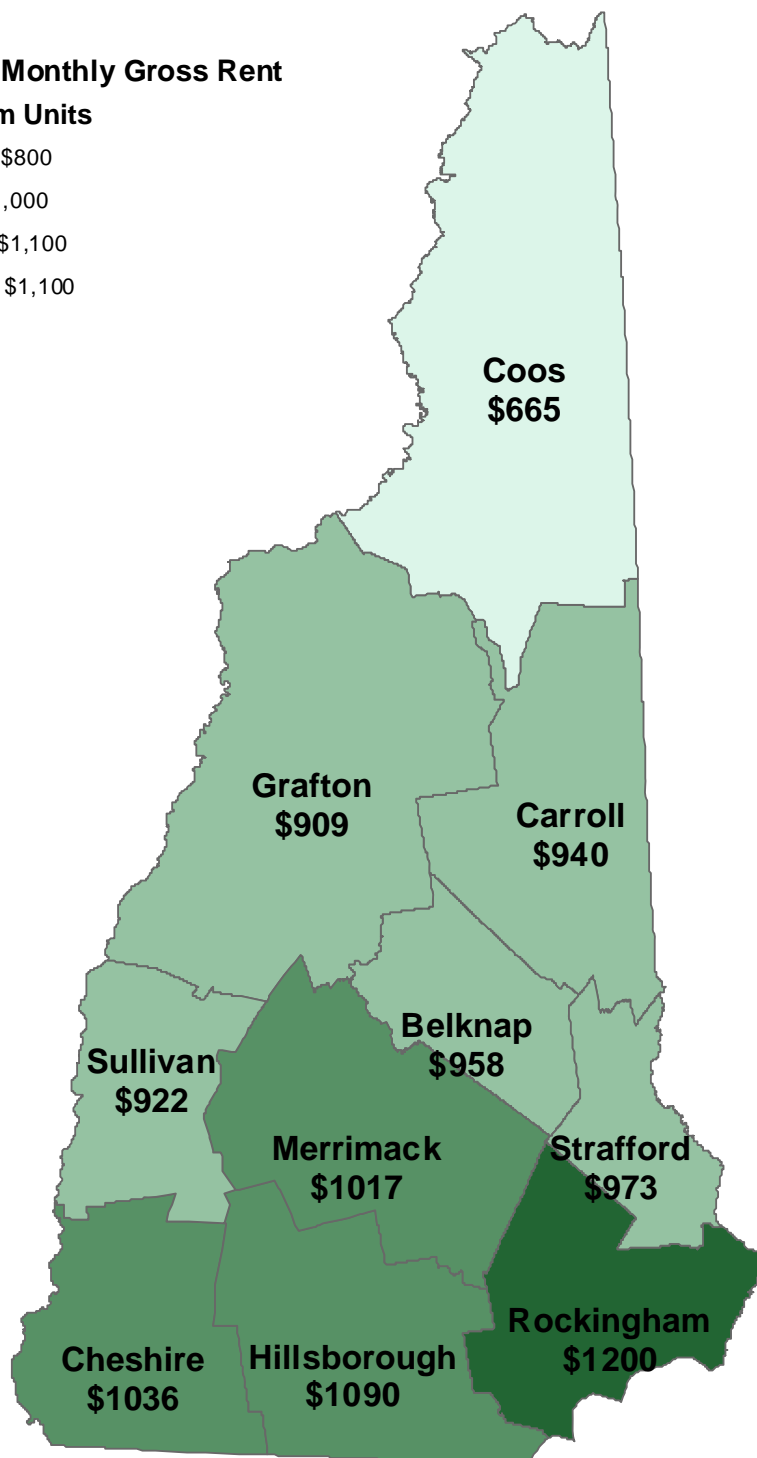 Monthly Gross Rent
m Units
$800
,000
$1,100
$1,100
Coos
$665
Grafton
$909
Carroll
$940
Belknap
$958
Sullivan
$922
Merrimack
$1017
Strafford
$973
Rockingham
$1200
Cheshire
$1036
Hillsborough
$1090